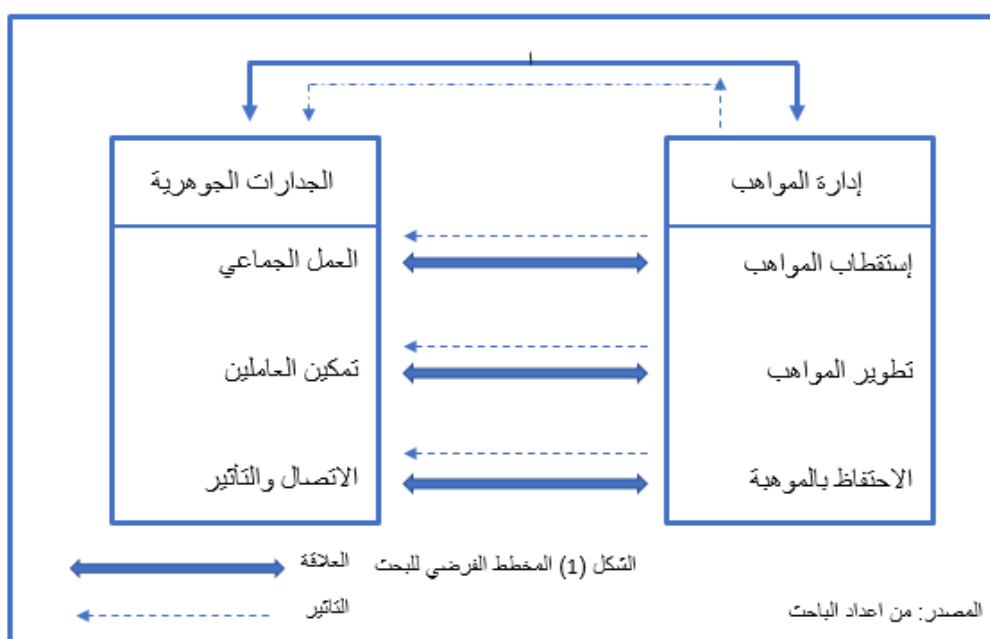 إدارة المواهب
إستقطاب المواهب
تطوير المواهب
الاحتفاظ بالموهبة
الجدارات الجوهرية
العمل الجماعي
تمكين العاملين
الاتصال والتأثير
الشكل (1) المخطط الفرضي للبحث
العلاقة
التاثير
المصدر: من اعداد الباحث